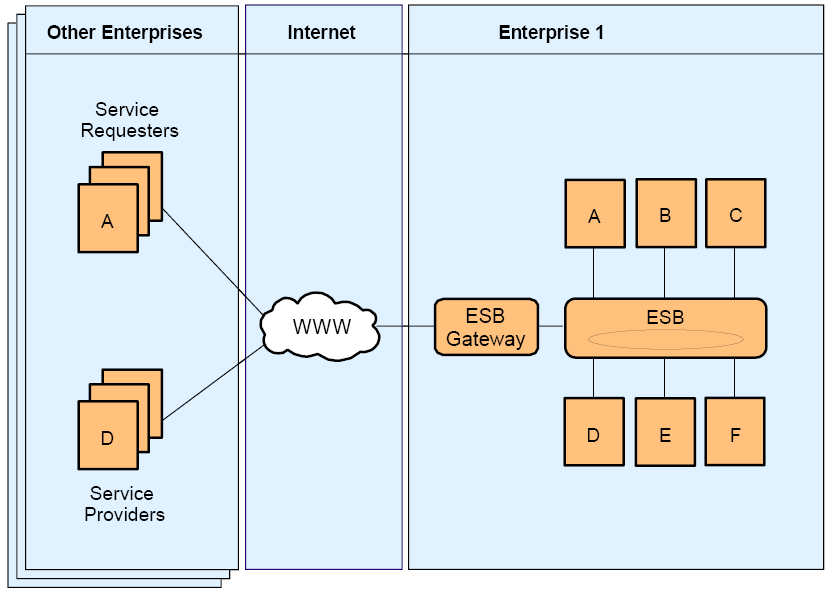 Other Enterprises
Internet
Enterprise 1
Service
Requesters
A
D
Service
Providers
WWW
ESB
Gateway
A
B
C
ESB
D
E
F